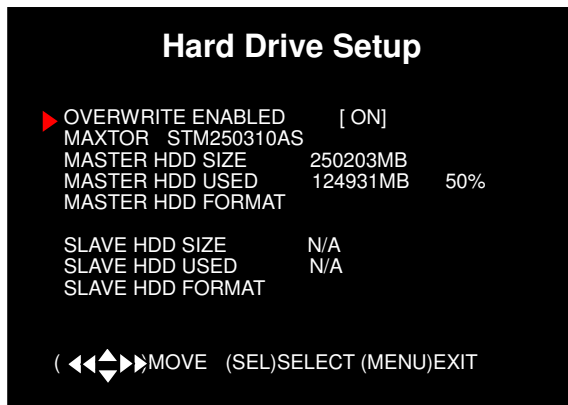 Hard Drive Setup
OVERWRITE ENABLED [ ON]
MAXTOR STM250310AS
MASTER HDD SIZE 250203MB
MASTER HDD USED 124931MB 50%
MASTER HDD FORMAT
SLAVE HDD SIZE N/A
SLAVE HDD USED N/A
SLAVE HDD FORMAT
( )MOVE (SEL)SELECT (MENU)EXIT